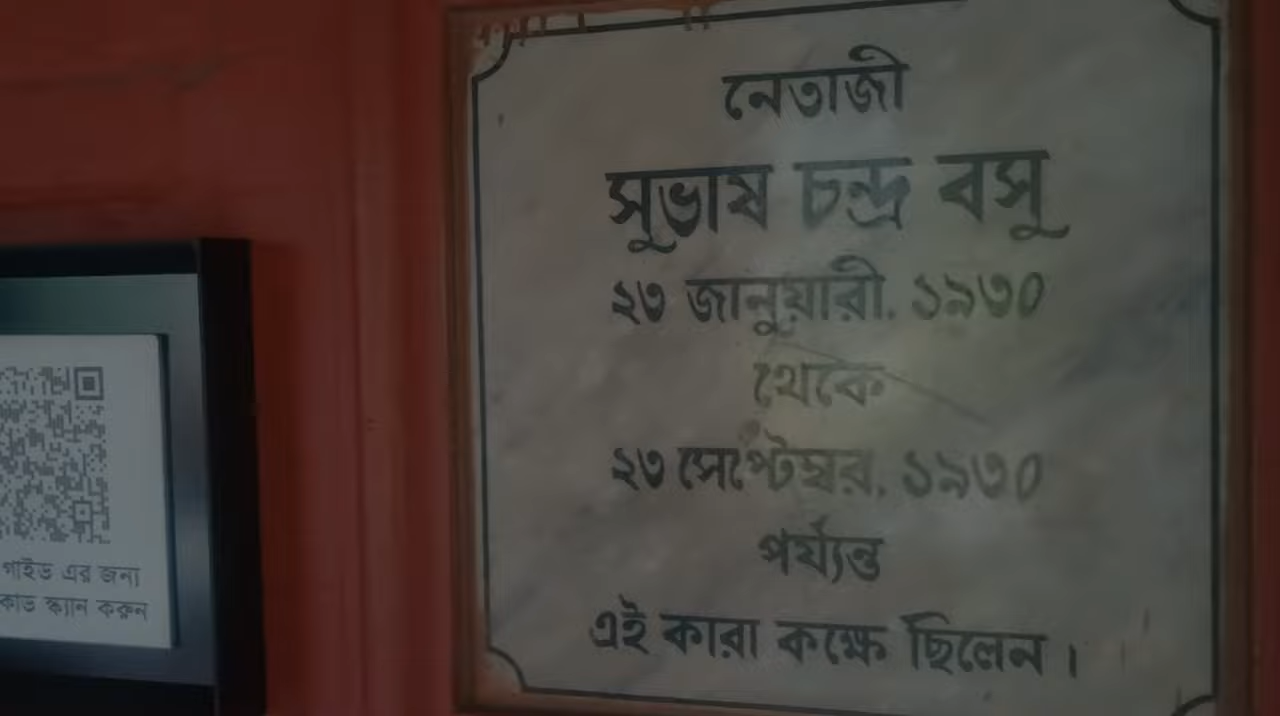 নেতাজী
সুভাষ চন্দ্র বসু
২৩ জানুয়ারী, ১৯৩০
থেকে
২৩ সেপ্টেম্বর, ১৯৩০
পর্য্যন্ত
এই কারা কক্ষে ছিলেন ।
গাইড এর জন্য
স্ক্যান করুন